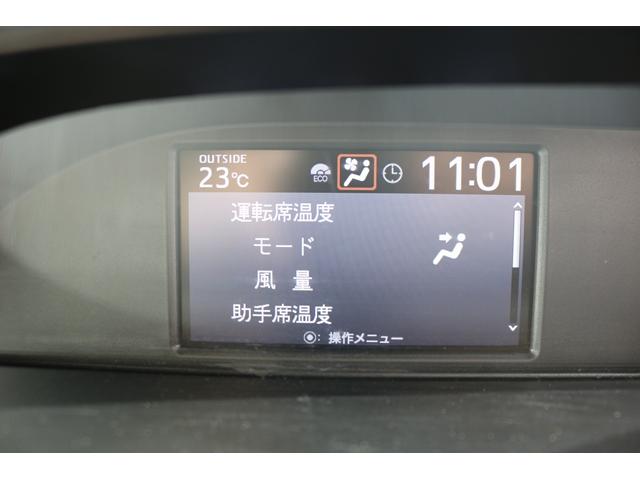 OUTSIDE
23℃ ECO 11:01
運転席温度
モード
風 量
助手席温度
◉: 操作メニュー